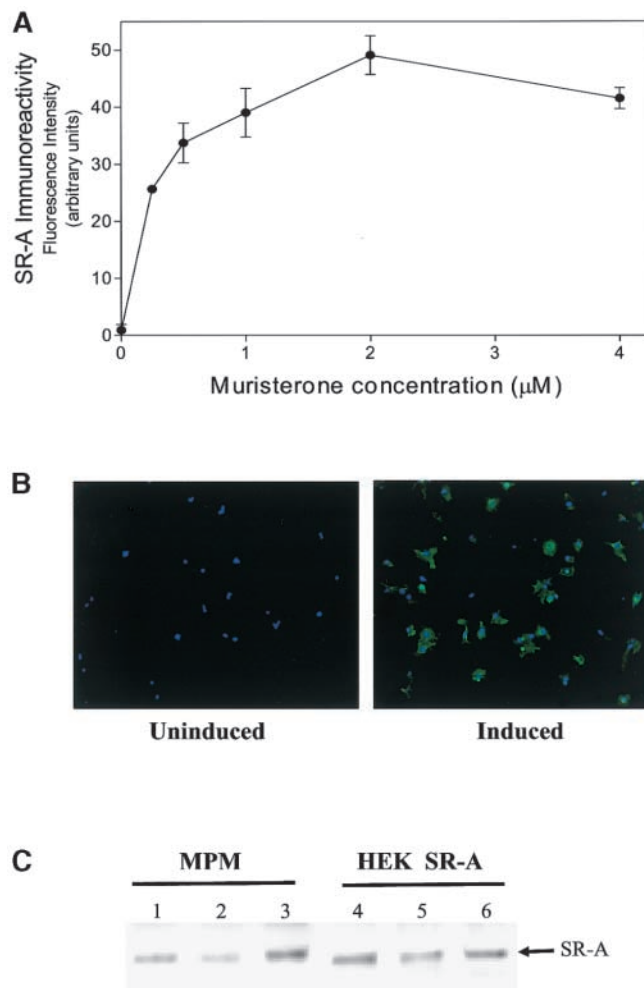 A
SR-A Immunoreactivity
Fluorescence Intensity
(arbitrary units)
50
40
30
20
10
0
0 1 2 3 4
Muristerone concentration (μM)
B
Uninduced Induced
C
MPM HEK SR-A
1 2 3 4 5 6
SR-A